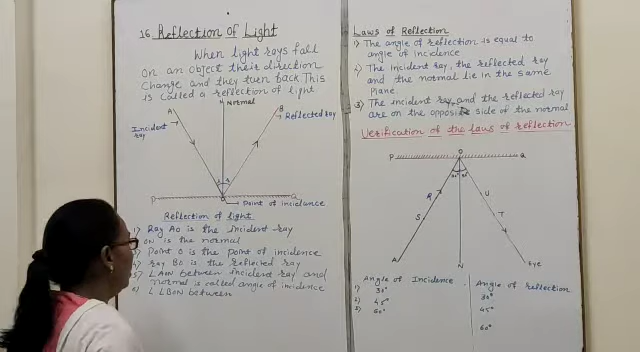 16. Reflection of Light
When light rays fall
on an object their direction
Change and they turn back. This
is called a reflection of light
N Normal
A
B
Incident
ray
Reflected Ray
i r
P
O
Q
Point of incidance
Reflection of light
1) Ray AO is the incident ray
ON is the normal
3) Point O is the point of incidence
4) ray BO is the reflected Ray
5) ∠AON between incident ray and
normal is called angle of incidence
6) ∠ ∠BON between
Laws of Reflection
1) The angle of reflection is equal to
angle of incidence
2) The incident ray, the reflected ray
and the normal lie in the same
plane.
3) The incident ray and the reflected ray
are on the opposite side of the normal
Verification of the laws of reflection
P
O
Q
R
U
S
T
A
N
Eye
Angle of Incidence
Angle of reflection
1) 30° 30°
2) 45° 45°
3) 60° 60°